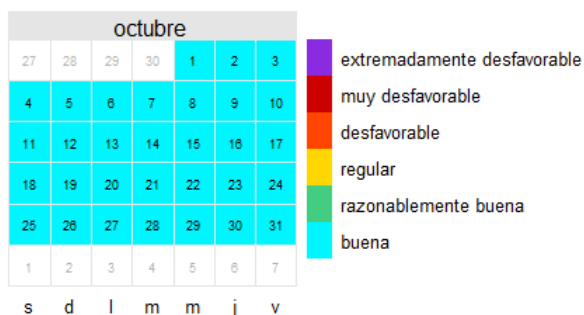 octubre
27 28 29 30 1 2 3
4 5 6 7 8 9 10
11 12 13 14 15 16 17
18 19 20 21 22 23 24
25 26 27 28 29 30 31
1 2 3 4 5 6 7
s d l m m j v
extremadamente desfavorable
muy desfavorable
desfavorable
regular
razonablemente buena
buena